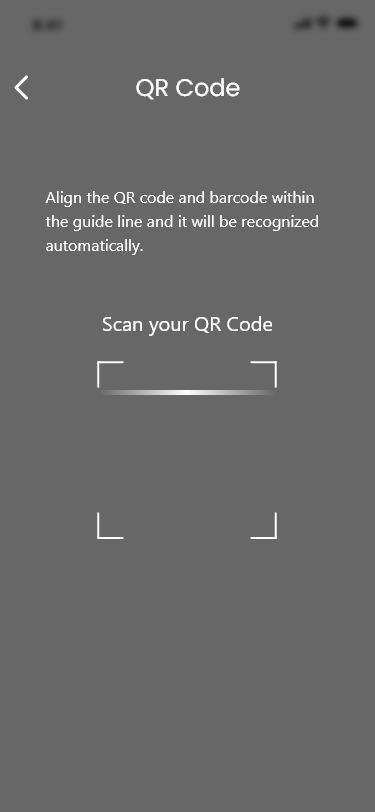 QR Code
Align the QR code and barcode within
the guide line and it will be recognized
automatically.
Scan your QR Code